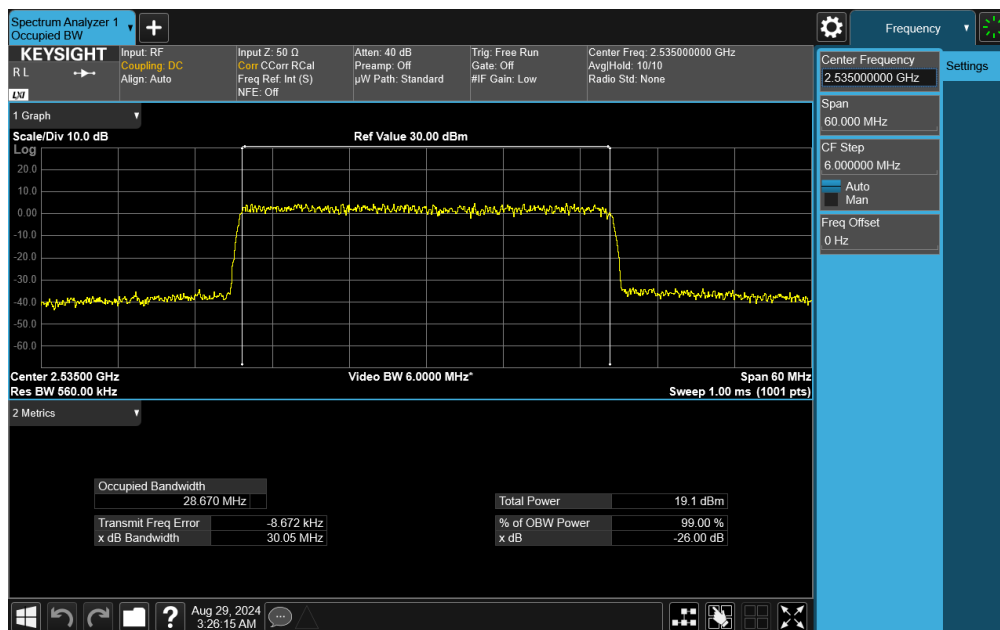 Spectrum Analyzer 1
Occupied BW
Frequency
KEYSIGHT
R L
LXI
Input: RF
Coupling: DC
Align: Auto
Input Z: 50 Ω
Corr CCorr RCal
Freq Ref: Int (S)
NFE: Off
Atten: 40 dB
Preamp: Off
µW Path: Standard
Trig: Free Run
Gate: Off
#IF Gain: Low
Center Freq: 2.535000000 GHz
Avg|Hold: 10/10
Radio Std: None
Center Frequency
2.535000000 GHz
Settings
Span
60.000 MHz
CF Step
6.000000 MHz
Auto
Man
Freq Offset
0 Hz
1 Graph
Scale/Div 10.0 dB
Ref Value 30.00 dBm
Log
20.0
10.0
0.00
-10.0
-20.0
-30.0
-40.0
-50.0
-60.0
Center 2.53500 GHz
Video BW 6.0000 MHz*
Span 60 MHz
Res BW 560.00 kHz
Sweep 1.00 ms (1001 pts)
2 Metrics
Occupied Bandwidth
28.670 MHz
Total Power 19.1 dBm
Transmit Freq Error -8.672 kHz
% of OBW Power 99.00 %
x dB Bandwidth 30.05 MHz
x dB -26.00 dB
Aug 29, 2024
3:26:15 AM